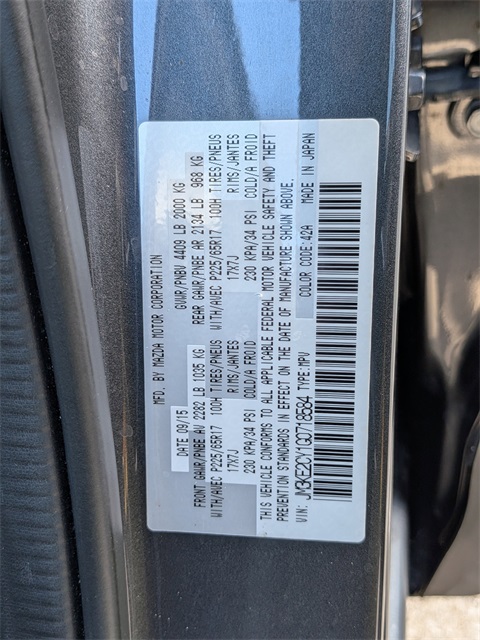 MFD. BY MAZDA MOTOR CORPORATION
DATE 09/15 GVWR/PNBV 4409 LB 2000 KG
FRONT GAWR/PNBE AV 2282 LB 1035 KG REAR GAWR/PNBE AR 2134 LB 968 KG
WITH/AVEC P225/65R17 100H TIRES/PNEUS WITH/AVEC P225/65R17 100H TIRES/PNEUS
17X7J RIMS/JANTES 17X7J RIMS/JANTES
230 KPA/34 PSI COLD/A FROID 230 KPA/34 PSI COLD/A FROID
THIS VEHICLE CONFORMS TO ALL APPLICABLE FEDERAL MOTOR VEHICLE SAFETY AND THEFT
PREVENTION STANDARDS IN EFFECT ON THE DATE OF MANUFACTURE SHOWN ABOVE.
VIN: JM3KE2CY1G0718594 TYPE:MPV COLOR CODE:42A MADE IN JAPAN